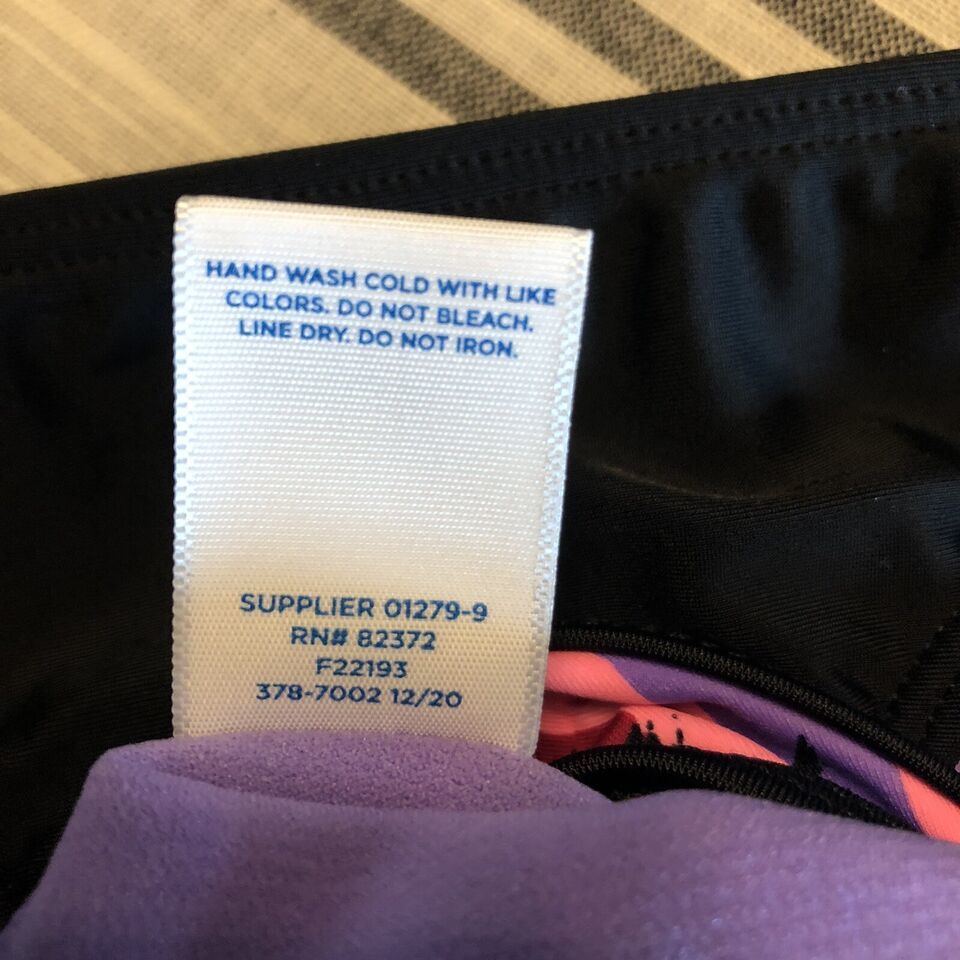 HAND WASH COLD WITH LIKE
COLORS. DO NOT BLEACH.
LINE DRY. DO NOT IRON.
SUPPLIER 01279-9
RN# 82372
F22193
378-7002 12/20